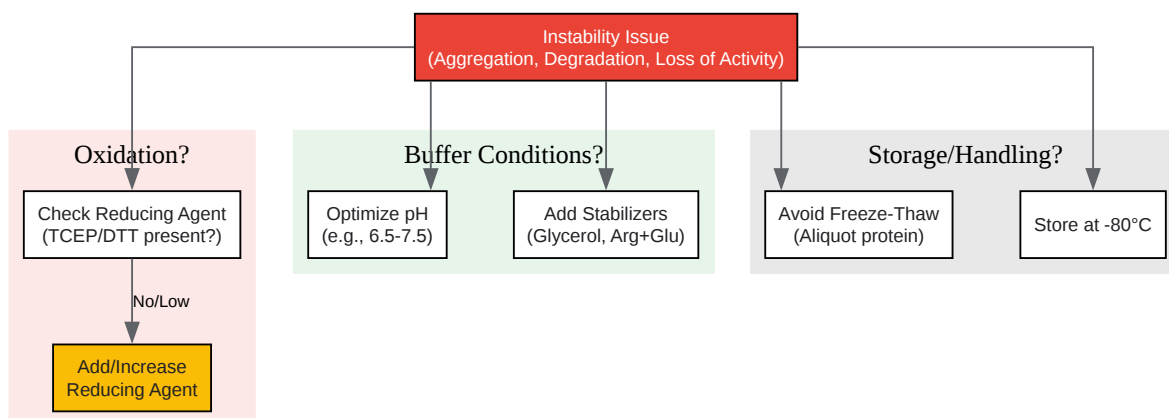 Instability Issue
(Aggregation, Degradation, Loss of Activity)
Oxidation?
Check Reducing Agent
(TCEP/DTT present?)
No/Low
Add/Increase
Reducing Agent
Buffer Conditions?
Optimize pH
(e.g., 6.5-7.5)
Add Stabilizers
(Glycerol, Arg+Glu)
Storage/Handling?
Avoid Freeze-Thaw
(Aliquot protein)
Store at -80°C